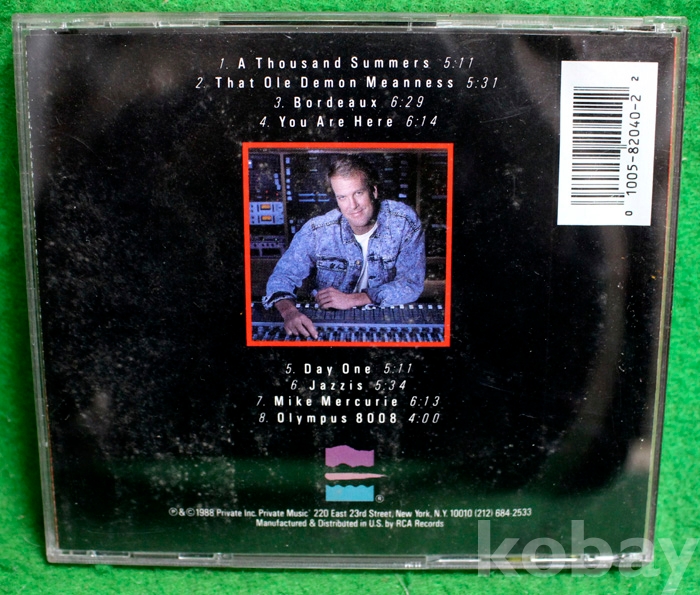 1. A Thousand Summers 5:11
2. That Ole Demon Meanness 5:31
3. Bordeaux 6:29
4. You Are Here 6:14
0 1005-82040-2 2
5. Day One 5:11
6. Jazzis 5:34
7. Mike Mercurie 6:13
8. Olympus 8008 4:00
®
℗ & © 1988 Private Inc. Private Music™ 220 East 23rd Street, New York, N.Y. 10010 (212) 684-2533
Manufactured & Distributed in U.S. by RCA Records
kobay